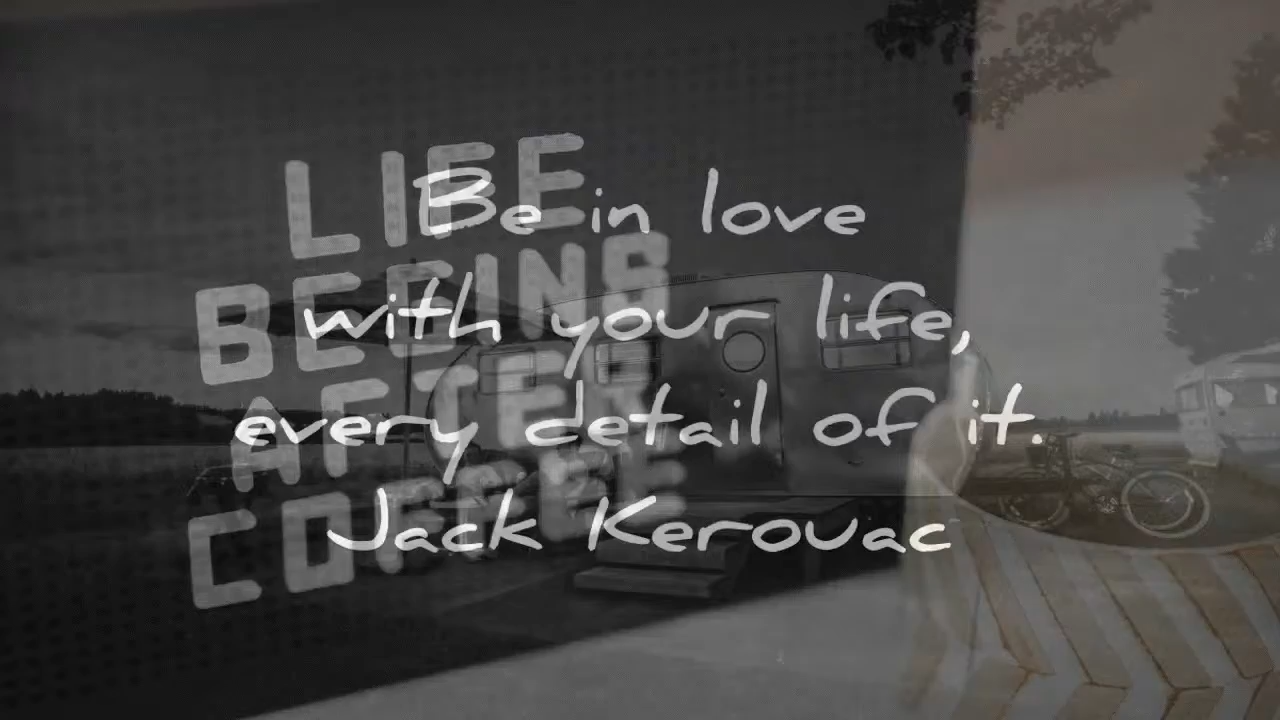 LIFE
BEGINS
AFTER
COFFEE
Be in love
with your life,
every detail of it.
Jack Kerouac